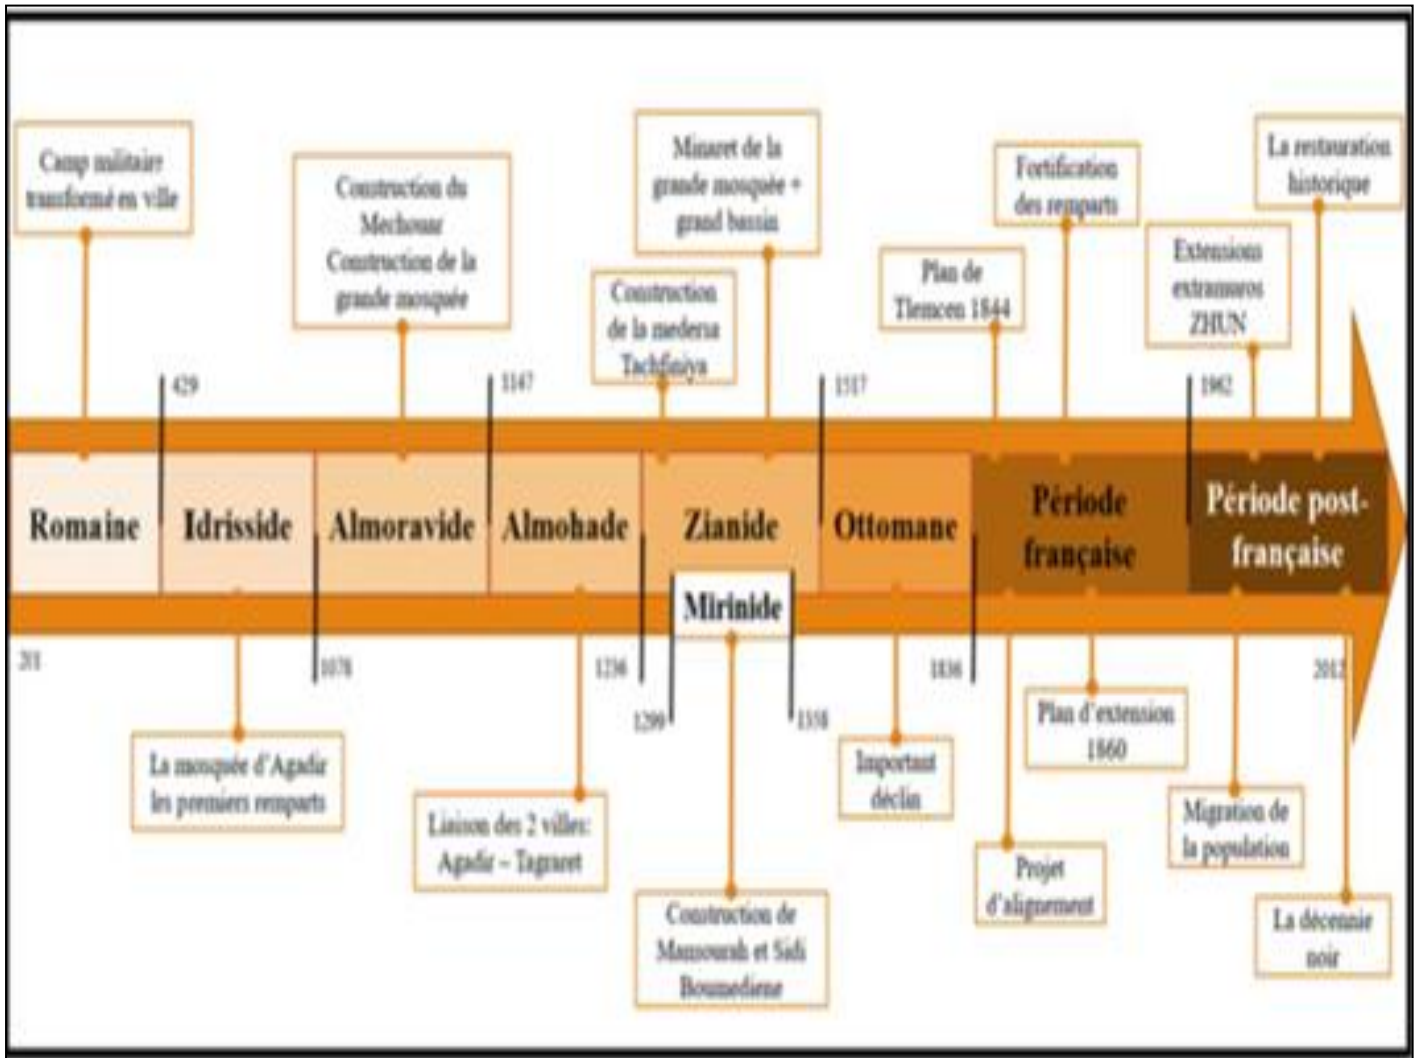 Camp militaire
transformé en ville
Construction du
Mechouar
Construction de la
grande mosquée
Construction
de la medersa
Tachfiniya
Minaret de la
grande mosquée +
grand bassin
Plan de
Tlemcen 1844
Fortification
des remparts
Extensions
extramuros
ZHUN
La restauration
historique
429
1147
1517
1962
Romaine
Idrisside
Almoravide
Almohade
Zianide
Mirinide
Ottomane
Période
française
Période post-
française
201
1078
1236
1299
1358
1836
2012
La mosquée d'Agadir
les premiers remparts
Liaison des 2 villes:
Agadir – Tagraret
Construction de
Mansourah et Sidi
Boumediene
Important
déclin
Projet
d'alignement
Plan d'extension
1860
Migration de
la population
La décennie
noir